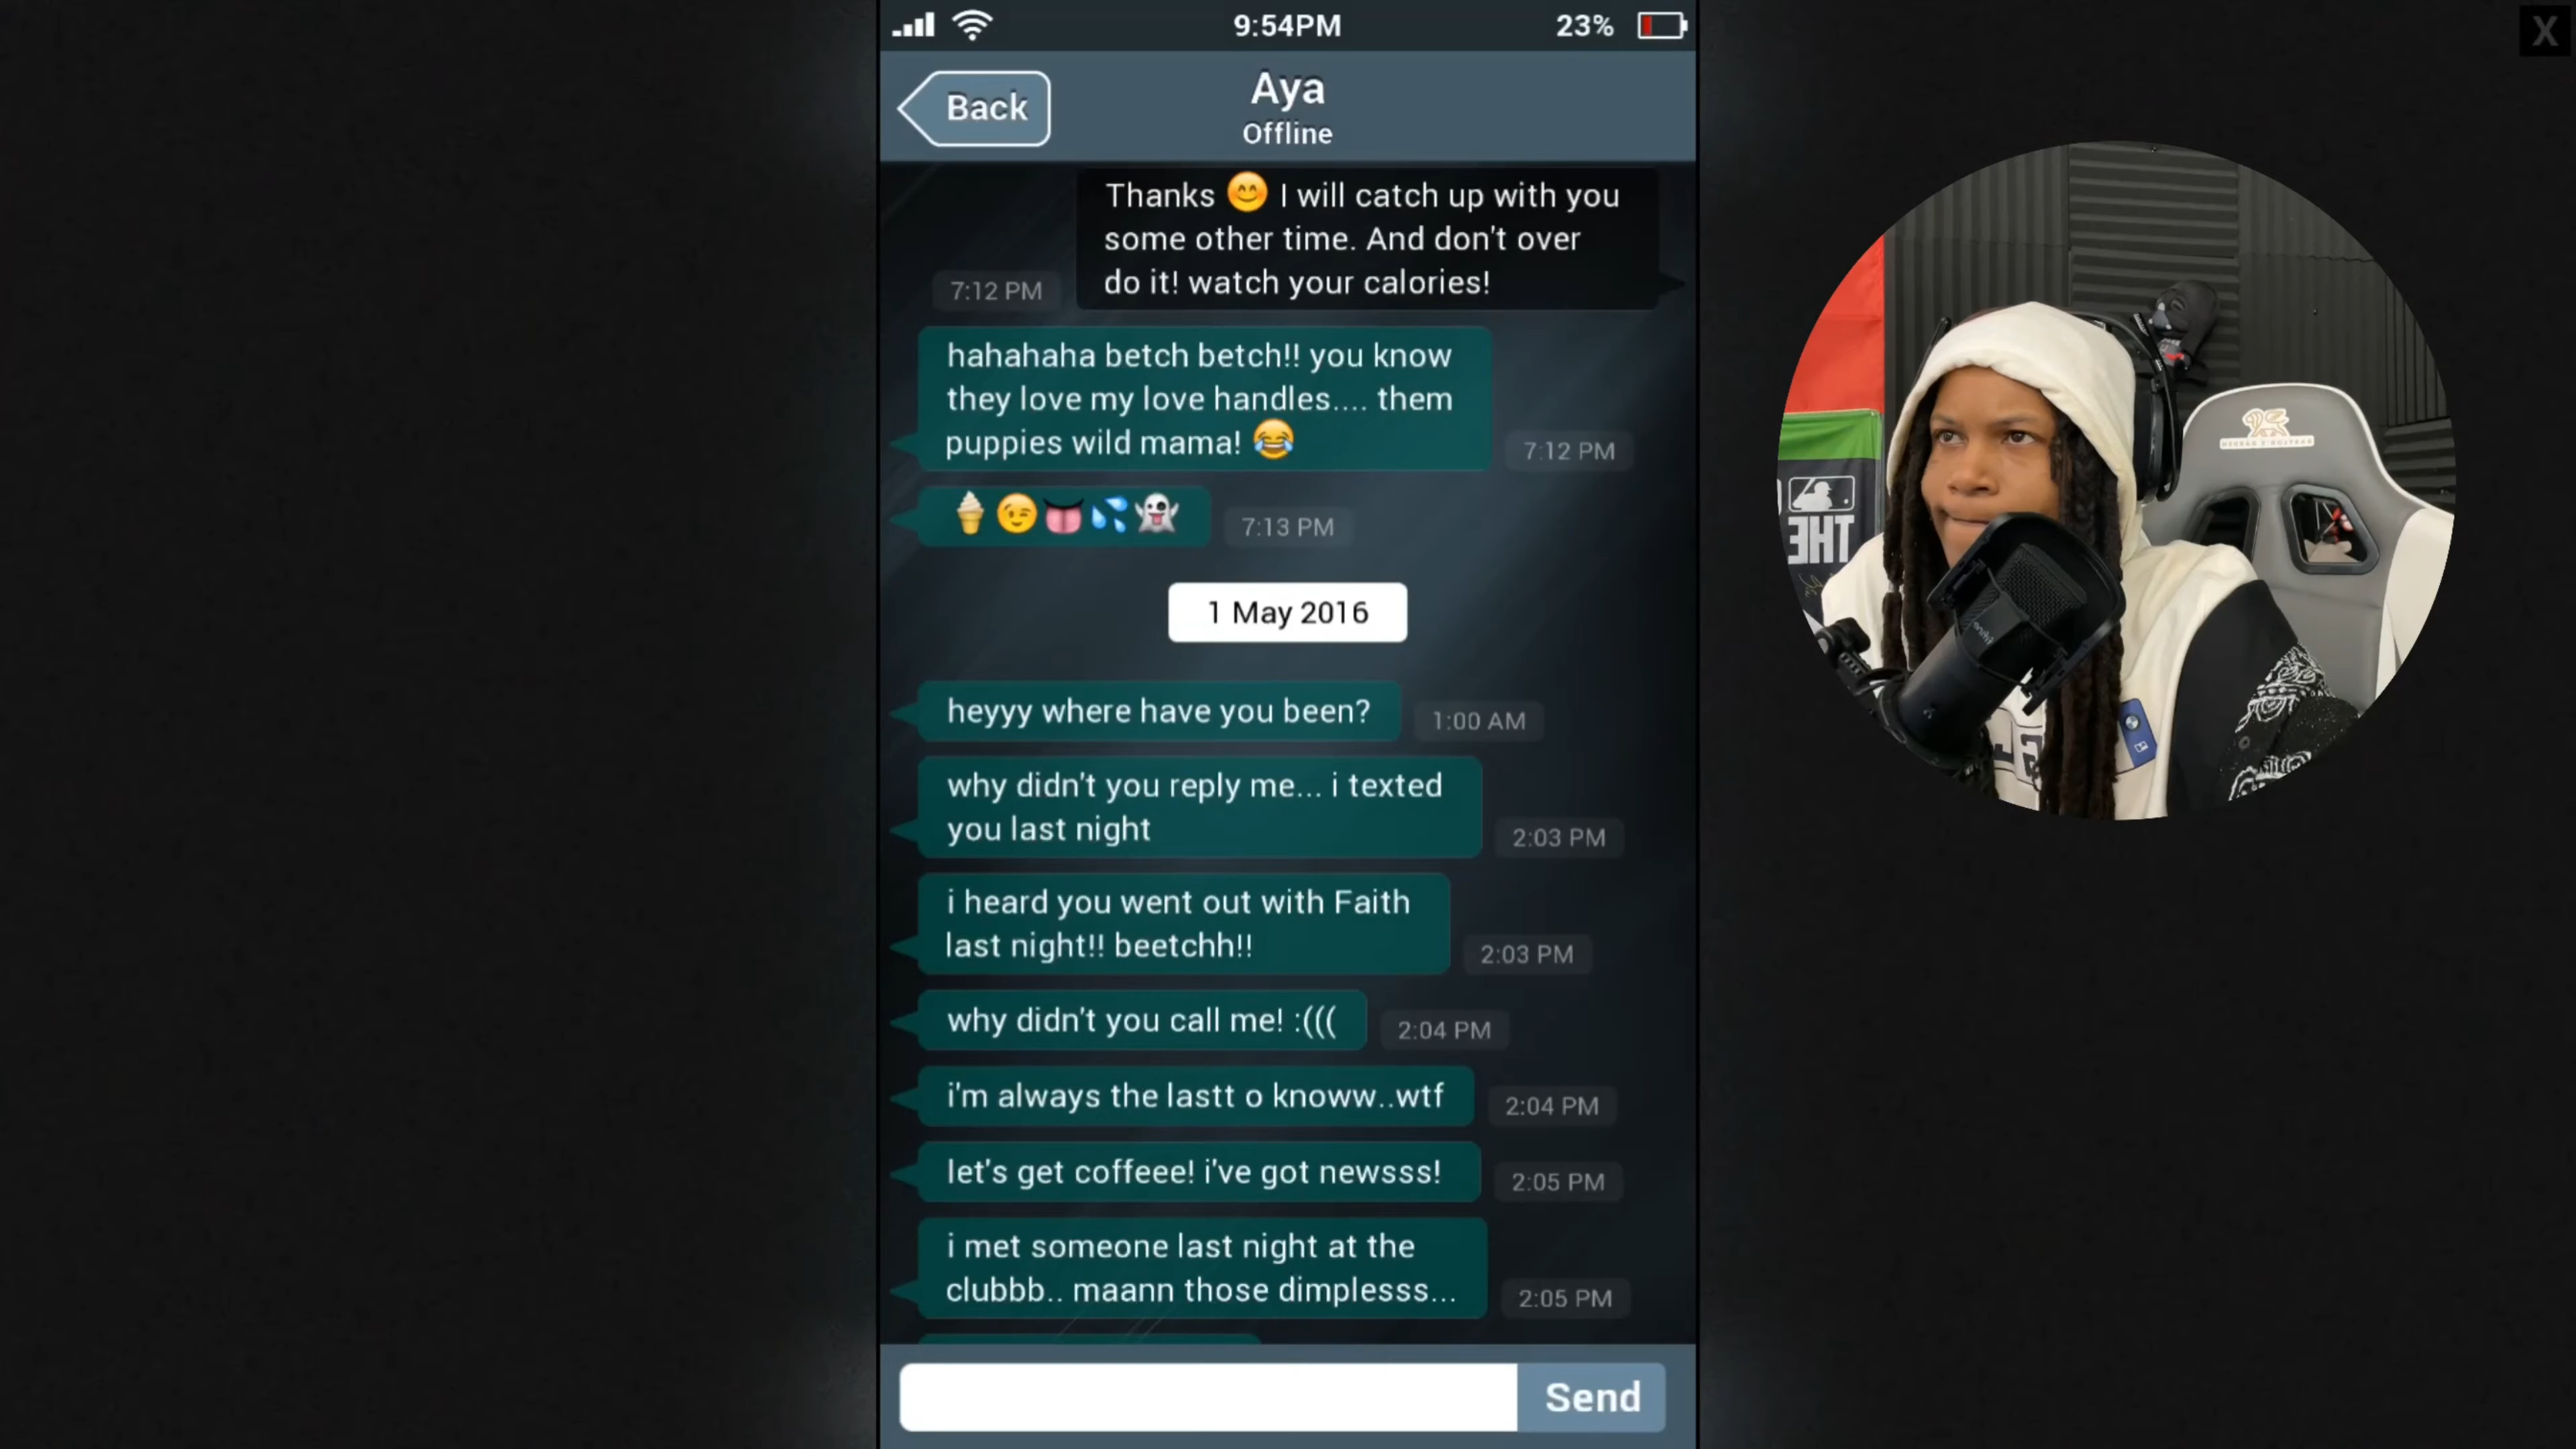 9:54PM
23%
X
Back
Aya
Offline
Thanks 😊 I will catch up with you
some other time. And don't over
do it! watch your calories!
7:12 PM
hahahaha betch betch!! you know
they love my love handles.... them
puppies wild mama! 😂
7:12 PM
🍦😉👅💦👻
7:13 PM
1 May 2016
heyyy where have you been?
1:00 AM
why didn't you reply me... i texted
you last night
2:03 PM
i heard you went out with Faith
last night!! beetchh!!
2:03 PM
why didn't you call me! :(((
2:04 PM
i'm always the lastt o knoww..wtf
2:04 PM
let's get coffeee! i've got newsss!
2:05 PM
i met someone last night at the
clubbb.. maann those dimplesss...
2:05 PM
Send
THE